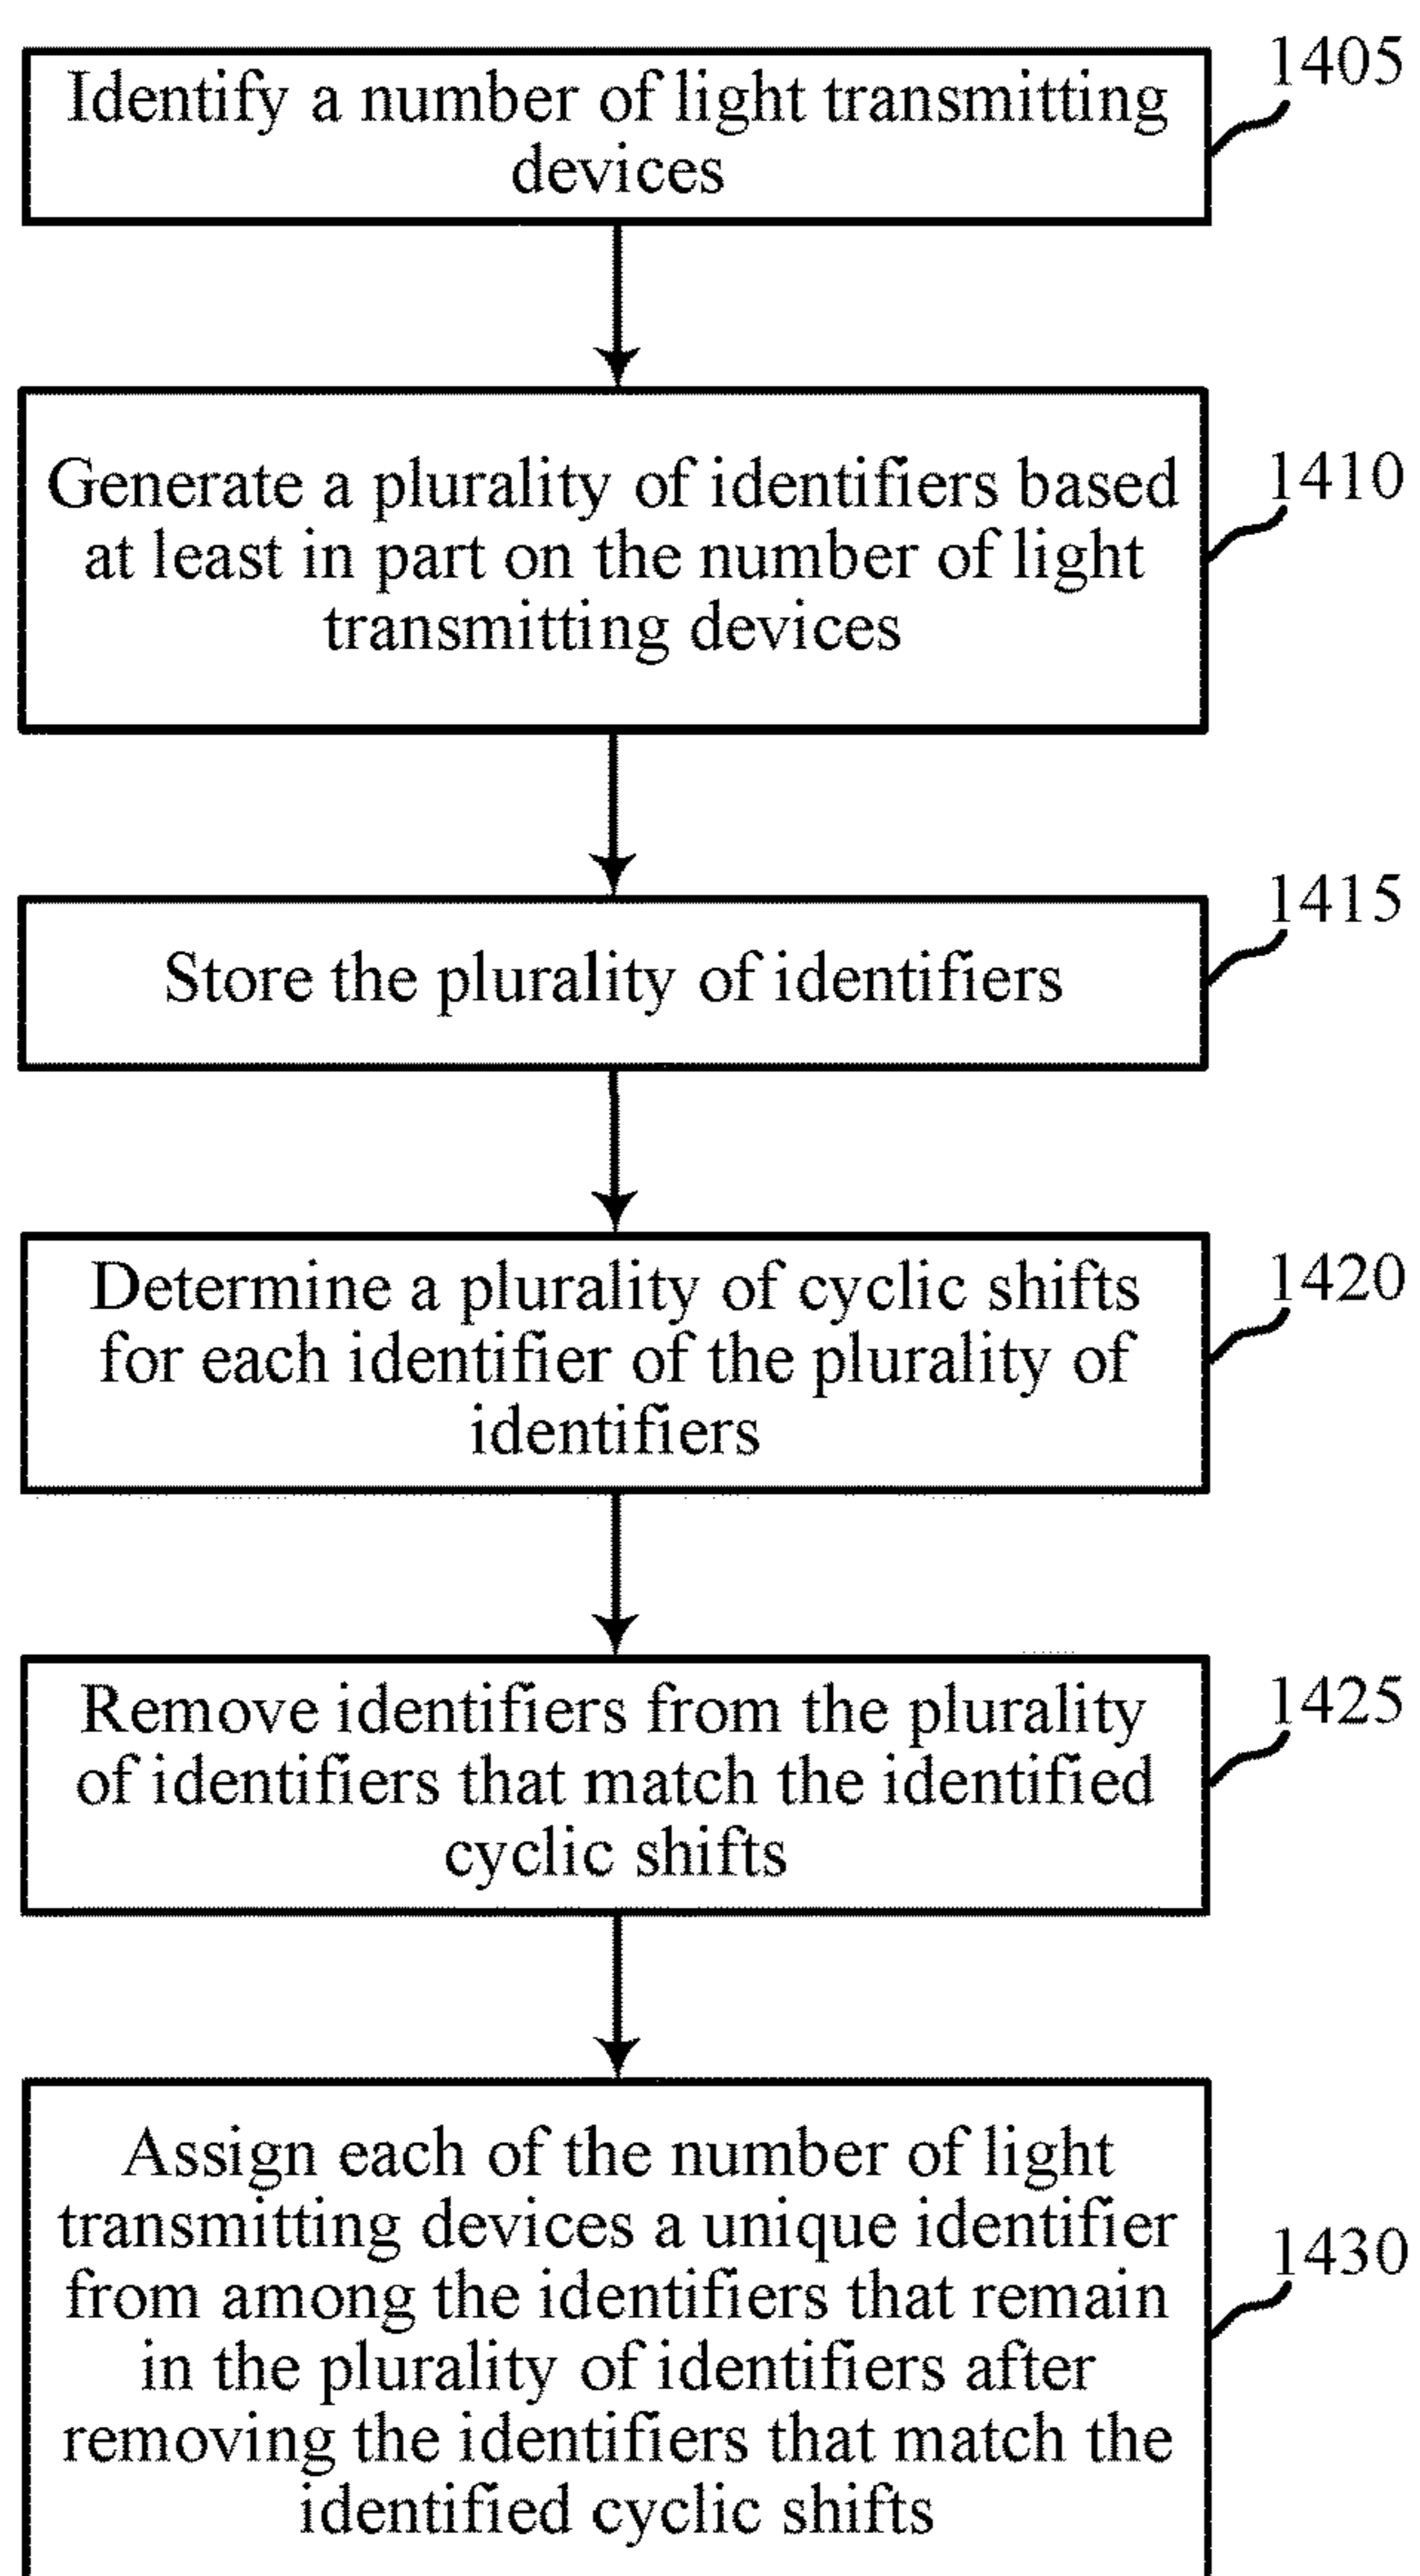 1405
Identify a number of light transmitting
devices
1410
Generate a plurality of identifiers based
at least in part on the number of light
transmitting devices
1415
Store the plurality of identifiers
1420
Determine a plurality of cyclic shifts
for each identifier of the plurality of
identifiers
1425
Remove identifiers from the plurality
of identifiers that match the identified
cyclic shifts
1430
Assign each of the number of light
transmitting devices a unique identifier
from among the identifiers that remain
in the plurality of identifiers after
removing the identifiers that match the
identified cyclic shifts